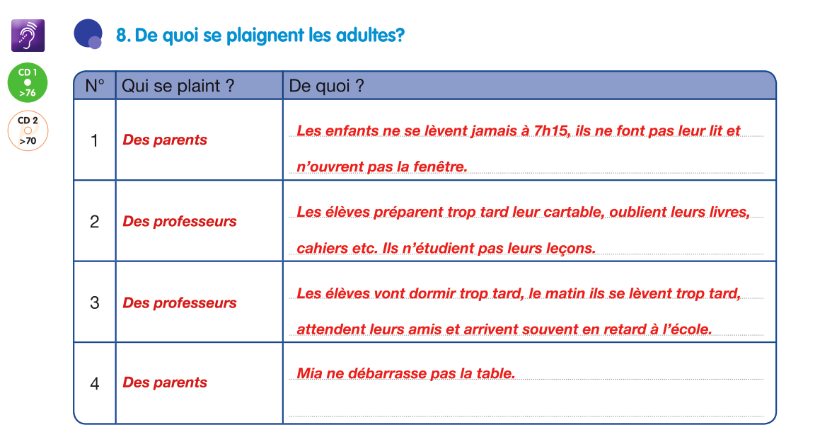 8. De quoi se plaignent les adultes?
CD 1
>76
CD 2
>70
N° Qui se plaint ? De quoi ?
1 Des parents Les enfants ne se lèvent jamais à 7h15, ils ne font pas leur lit et
n'ouvrent pas la fenêtre.
2 Des professeurs Les élèves préparent trop tard leur cartable, oublient leurs livres,
cahiers etc. Ils n'étudient pas leurs leçons.
3 Des professeurs Les élèves vont dormir trop tard, le matin ils se lèvent trop tard,
attendent leurs amis et arrivent souvent en retard à l'école.
4 Des parents Mia ne débarrasse pas la table.